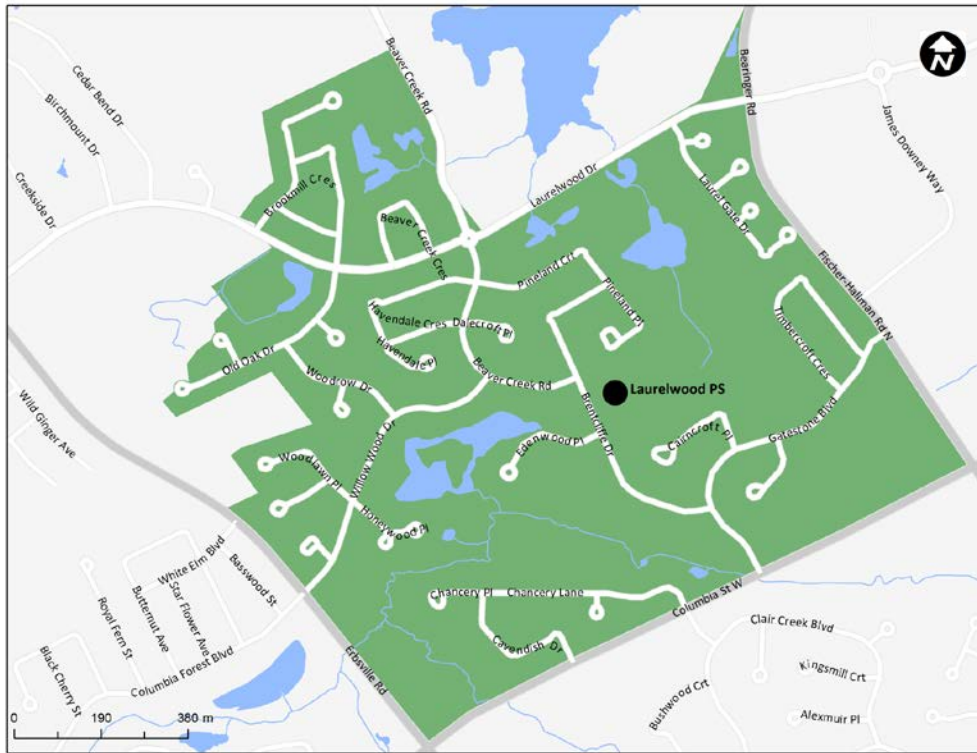 Beaver Creek Rd
Bearinger Rd
N
Cedar Bend Dr
Birchmount Dr
James Downey Way
Creekside Dr
Brookmill Cres
Laurelwood Dr
Laurel Gate Dr
Beaver Creek Cres
Pineland Crt
Pineland Pl
Fischer-Hallman Rd N
Havendale Cres
Dalecroft Pl
Timbercroft Cres
Havendale Pl
Old Oak Dr
Woodrow Dr
Beaver Creek Rd
Laurelwood PS
Brentcliffe Dr
Wild Ginger Ave
Willow Wood Dr
Edenwood Pl
Cairncroft Pl
Gatestone Blvd
Woodlawn Pl
Honeywood Pl
White Elm Blvd
Basswood St
Star Flower Ave
Butternut Ave
Royal Fern St
Chancery Pl
Chancery Lane
Columbia St W
Cavendish Dr
Clair Creek Blvd
Black Cherry St
Columbia Forest Blvd
Erbsville Rd
Kingsmill Crt
Bushwood Crt
Alexmuir Pl
0 190 380 m